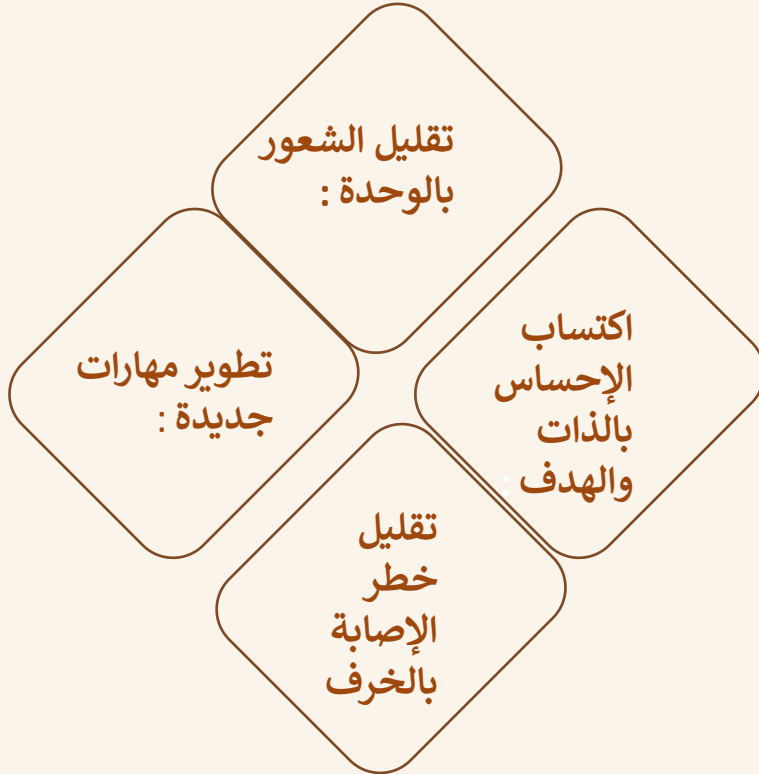 تقليل الشعور
بالوحدة :
اكتساب
الإحساس
بالذات
والهدف :
تطوير مهارات
جديدة :
تقليل
خطر
الإصابة
بالخرف